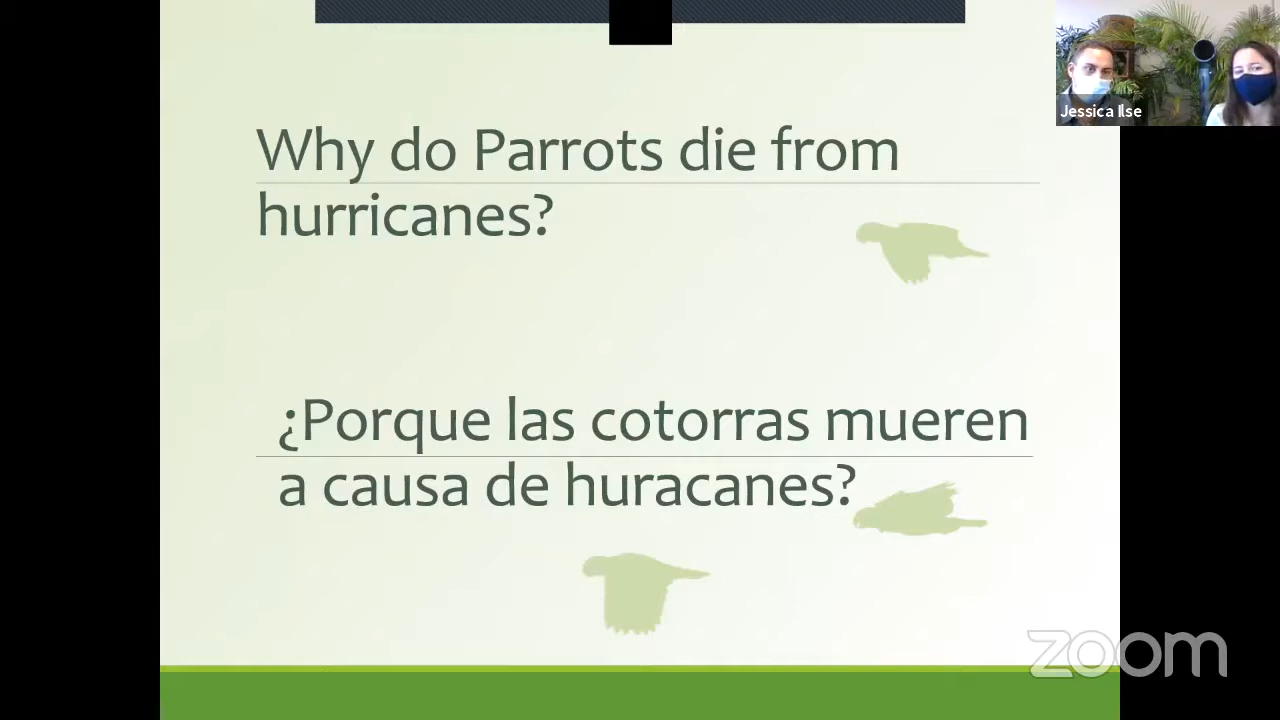 Why do Parrots die from
hurricanes?
¿Porque las cotorras mueren
a causa de huracanes?
Jessica Ilse
zoom